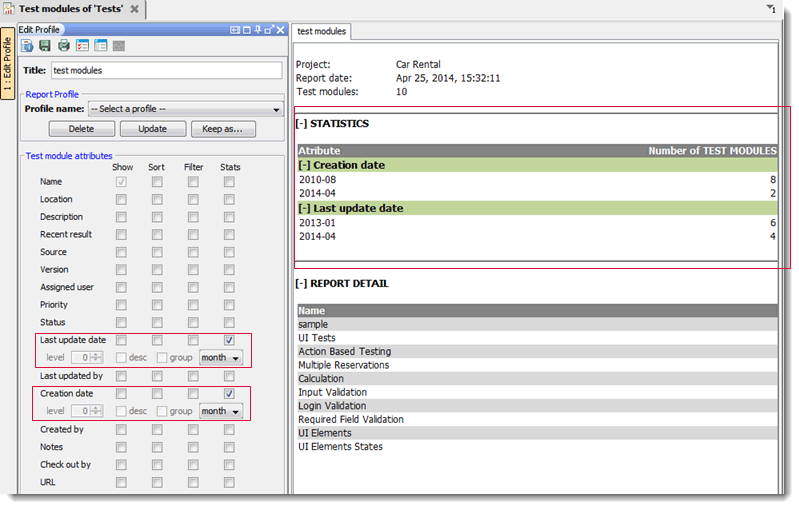 Test modules of 'Tests'
1 : Edit Profile
Edit Profile
Title: test modules
Report Profile
Profile name: -- Select a profile --
Delete Update Keep as...
Test module attributes
Show Sort Filter Stats
Name
Location
Description
Recent result
Source
Version
Assigned user
Priority
Status
Last update date
level 0 desc group month
Last updated by
Creation date
level 0 desc group month
Created by
Notes
Check out by
URL
test modules
Project: Car Rental
Report date: Apr 25, 2014, 15:32:11
Test modules: 10
[-] STATISTICS
Atribute Number of TEST MODULES
[-] Creation date
2010-08 8
2014-04 2
[-] Last update date
2013-01 6
2014-04 4
[-] REPORT DETAIL
Name
sample
UI Tests
Action Based Testing
Multiple Reservations
Calculation
Input Validation
Login Validation
Required Field Validation
UI Elements
UI Elements States